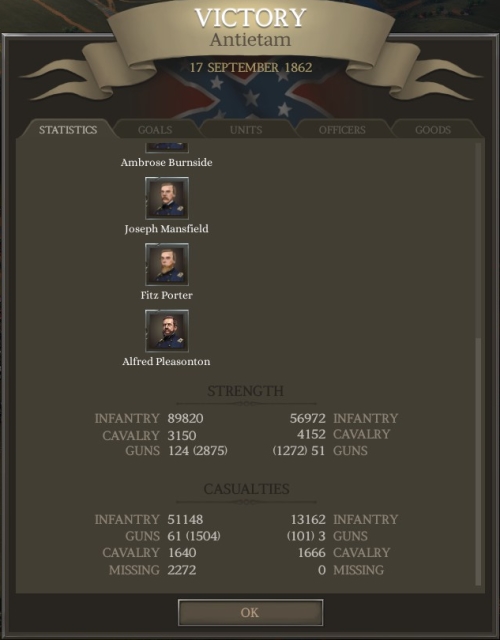 VICTORY
Antietam
17 SEPTEMBER 1862
STATISTICS GOALS UNITS OFFICERS GOODS
Ambrose Burnside
Joseph Mansfield
Fitz Porter
Alfred Pleasonton
STRENGTH
INFANTRY 89820 56972 INFANTRY
CAVALRY 3150 4152 CAVALRY
GUNS 124 (2875) (1272) 51 GUNS
CASUALTIES
INFANTRY 51148 13162 INFANTRY
GUNS 61 (1504) (101) 3 GUNS
CAVALRY 1640 1666 CAVALRY
MISSING 2272 0 MISSING
OK